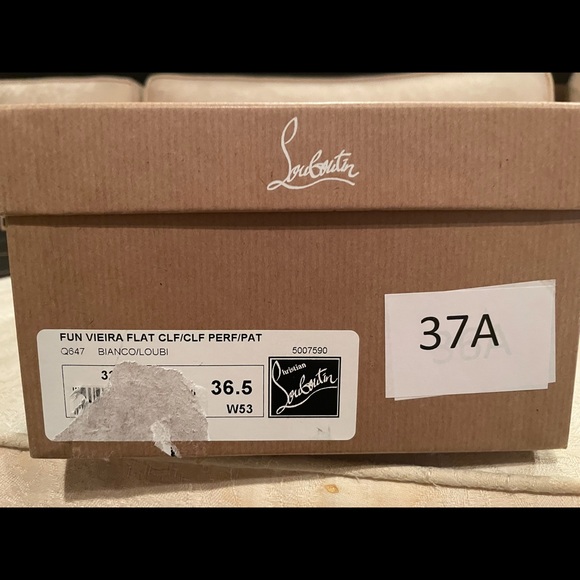 Louboutin
FUN VIEIRA FLAT CLF/CLF PERF/PAT
Q647 BIANCO/LOUBI 5007590
36.5
W53
Christian
Louboutin
37A